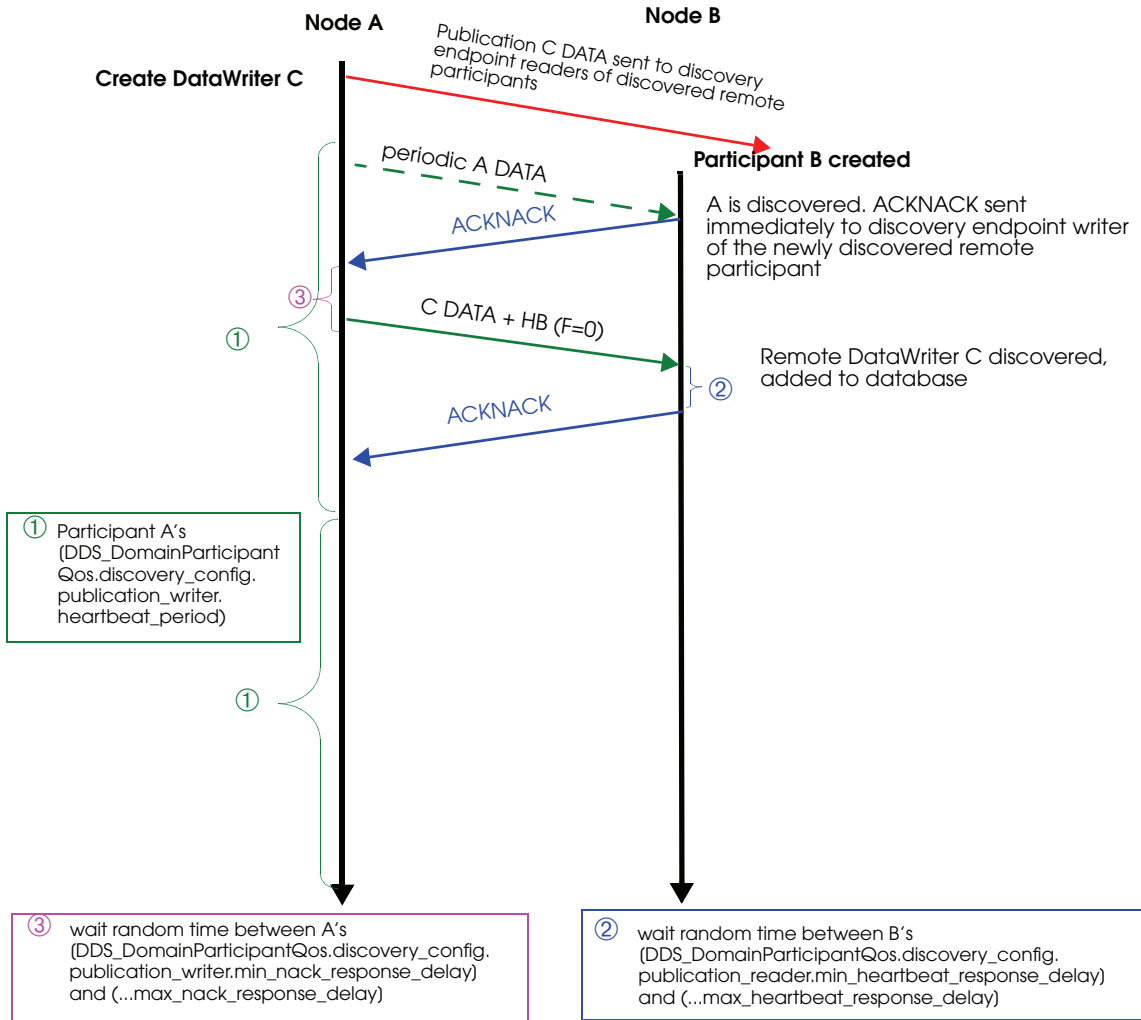 Node A
Node B
Create DataWriter C
Publication C DATA sent to discovery
endpoint readers of discovered remote
participants
Participant B created
periodic A DATA
A is discovered. ACKNACK sent
immediately to discovery endpoint writer
of the newly discovered remote
participant
ACKNACK
③
C DATA + HB (F=0)
①
Remote DataWriter C discovered,
added to database
②
ACKNACK
① Participant A's
(DDS_DomainParticipant
Qos.discovery_config.
publication_writer.
heartbeat_period)
①
③ wait random time between A's
(DDS_DomainParticipantQos.discovery_config.
publication_writer.min_nack_response_delay)
and (...max_nack_response_delay)
② wait random time between B's
(DDS_DomainParticipantQos.discovery_config.
publication_reader.min_heartbeat_response_delay)
and (...max_heartbeat_response_delay)